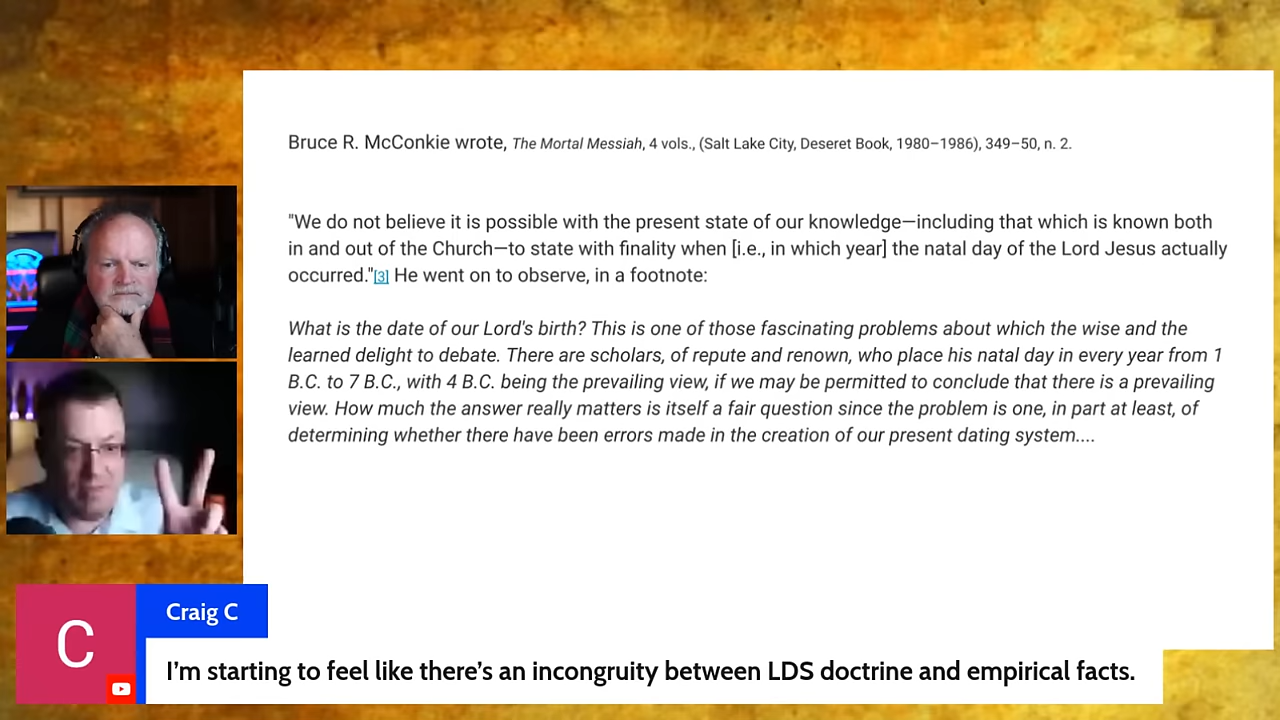 Bruce R. McConkie wrote, The Mortal Messiah, 4 vols., (Salt Lake City, Deseret Book, 1980–1986), 349–50, n. 2.
"We do not believe it is possible with the present state of our knowledge—including that which is known both
in and out of the Church—to state with finality when [i.e., in which year] the natal day of the Lord Jesus actually
occurred."[3] He went on to observe, in a footnote:
What is the date of our Lord's birth? This is one of those fascinating problems about which the wise and the
learned delight to debate. There are scholars, of repute and renown, who place his natal day in every year from 1
B.C. to 7 B.C., with 4 B.C. being the prevailing view, if we may be permitted to conclude that there is a prevailing
view. How much the answer really matters is itself a fair question since the problem is one, in part at least, of
determining whether there have been errors made in the creation of our present dating system....
C
Craig C
I’m starting to feel like there’s an incongruity between LDS doctrine and empirical facts.